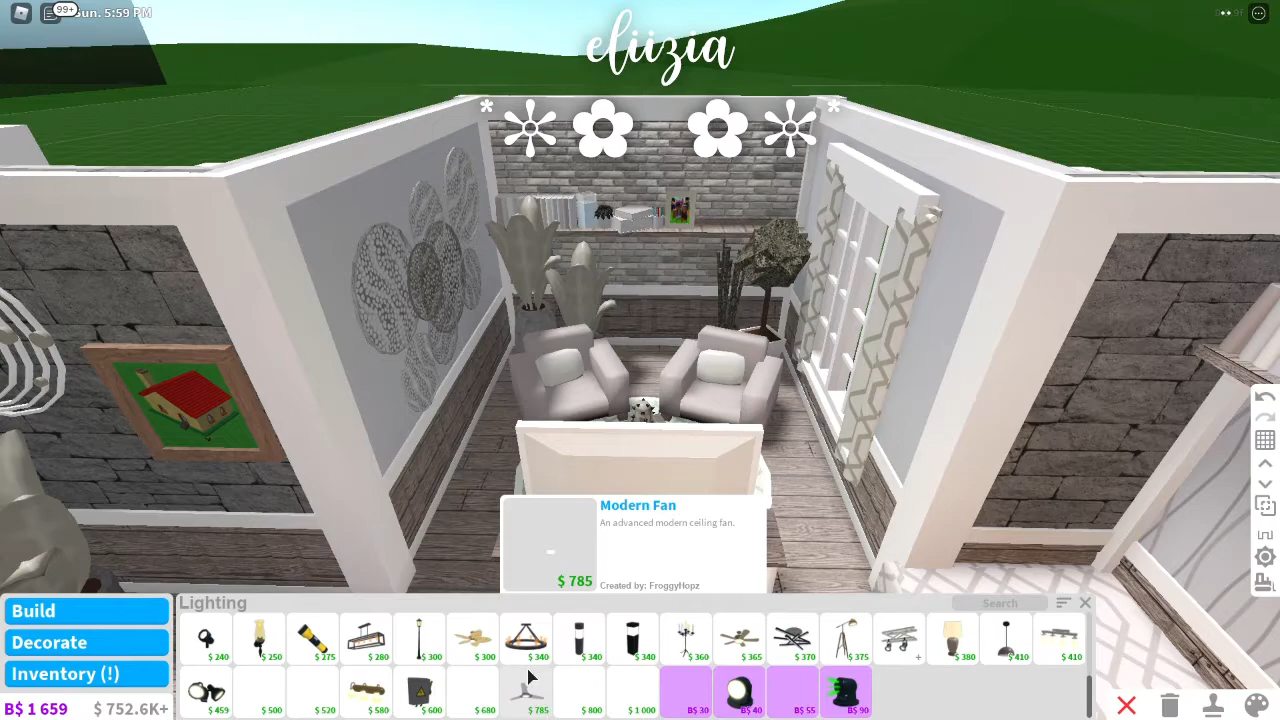 99+
Sun. 5:59 PM
eliizia
Modern Fan
An advanced modern ceiling fan.
$ 785
Created by: FroggyHopz
Build
Decorate
Inventory (!)
B$ 1 659
$ 752.6K+
Lighting
Search
$ 240
$ 250
$ 275
$ 280
$ 300
$ 300
$ 340
$ 340
$ 340
$ 360
$ 365
$ 370
$ 375
+
$ 380
$ 410
$ 410
$ 459
$ 500
$ 520
$ 580
$ 600
$ 680
$ 785
$ 800
$ 1 000
B$ 30
B$ 40
B$ 55
B$ 90